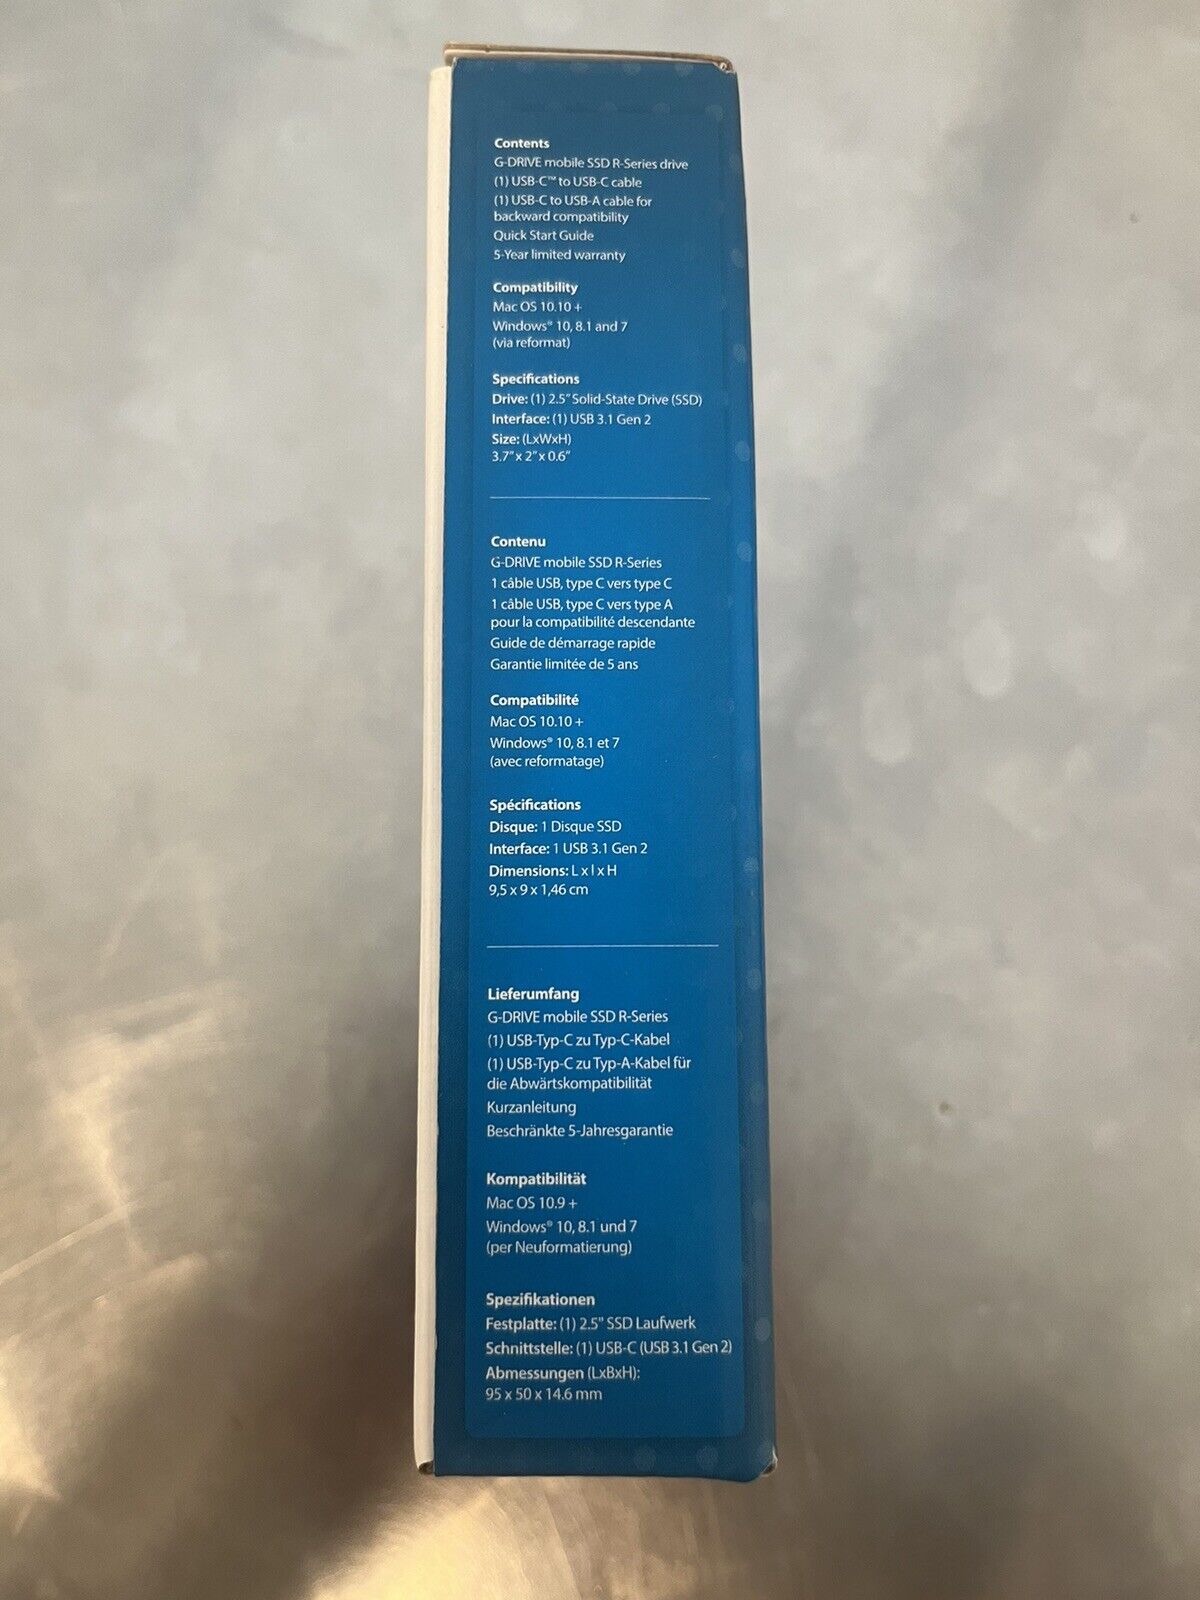 Contents
G-DRIVE mobile SSD R-Series drive
(1) USB-C™ to USB-C cable
(1) USB-C to USB-A cable for
backward compatibility
Quick Start Guide
5-Year limited warranty
Compatibility
Mac OS 10.10 +
Windows® 10, 8.1 and 7
(via reformat)
Specifications
Drive: (1) 2.5" Solid-State Drive (SSD)
Interface: (1) USB 3.1 Gen 2
Size: (LxWxH)
3.7" x 2" x 0.6"
Contenu
G-DRIVE mobile SSD R-Series
1 câble USB, type C vers type C
1 câble USB, type C vers type A
pour la compatibilité descendante
Guide de démarrage rapide
Garantie limitée de 5 ans
Compatibilité
Mac OS 10.10 +
Windows® 10, 8.1 et 7
(avec reformatage)
Spécifications
Disque: 1 Disque SSD
Interface: 1 USB 3.1 Gen 2
Dimensions: L x l x H
9,5 x 9 x 1,46 cm
Lieferumfang
G-DRIVE mobile SSD R-Series
(1) USB-Typ-C zu Typ-C-Kabel
(1) USB-Typ-C zu Typ-A-Kabel für
die Abwärtskompatibilität
Kurzanleitung
Beschränkte 5-Jahresgarantie
Kompatibilität
Mac OS 10.9 +
Windows® 10, 8.1 und 7
(per Neuformatierung)
Spezifikationen
Festplatte: (1) 2.5" SSD Laufwerk
Schnittstelle: (1) USB-C (USB 3.1 Gen 2)
Abmessungen (LxBxH):
95 x 50 x 14.6 mm